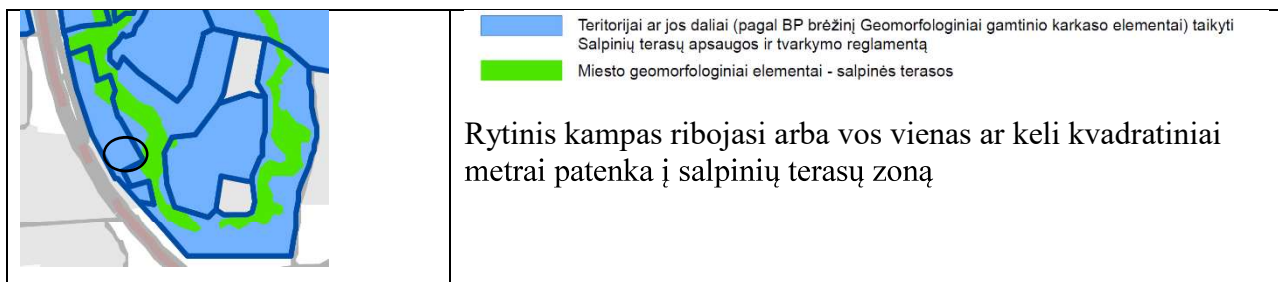 Teritorijai ar jos daliai (pagal BP brėžinį Geomorfologiniai gamtinio karkaso elementai) taikyti
Salpinių terasų apsaugos ir tvarkymo reglamentą
Miesto geomorfologiniai elementai - salpinės terasos
Rytinis kampas ribojasi arba vos vienas ar keli kvadratiniai
metrai patenka į salpinių terasų zoną